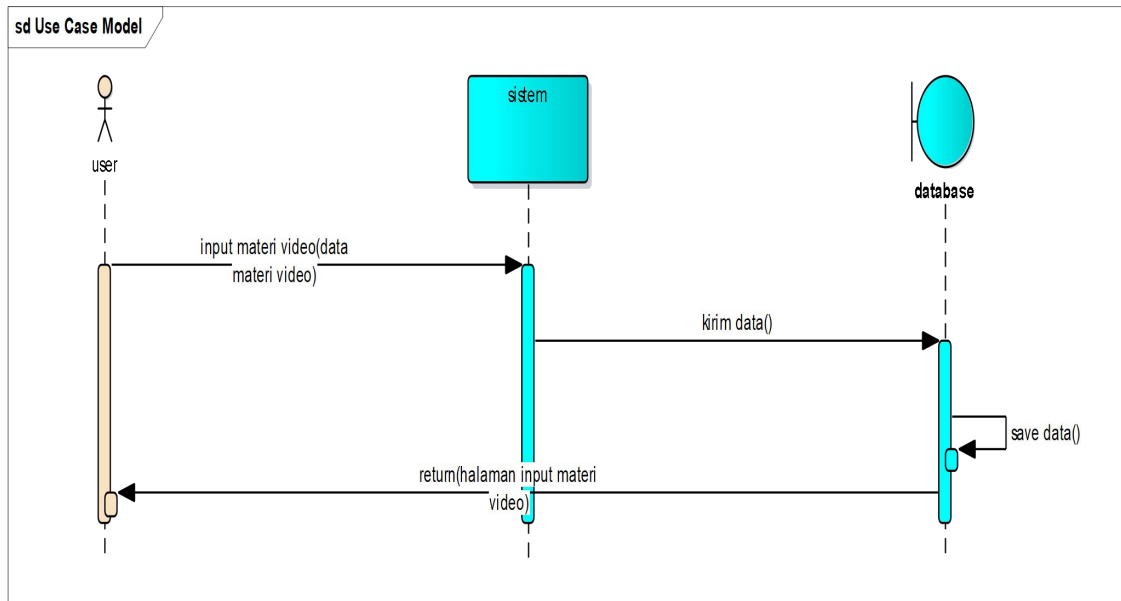 sd Use Case Model
user
sistem
database
input materi video(data
materi video)
kirim data()
save data()
return(halaman input materi
video)